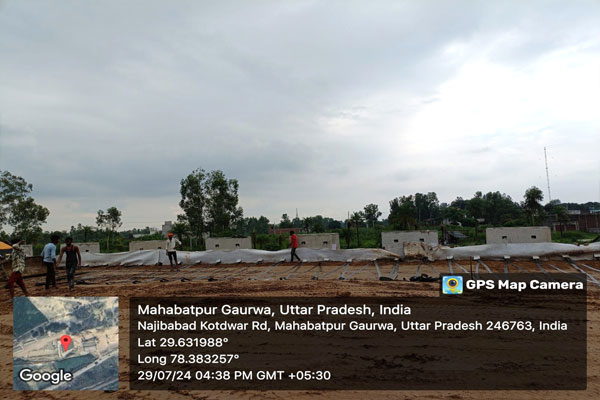 GPS Map Camera
Mahabatpur Gaurwa, Uttar Pradesh, India
Najibabad Kotdwar Rd, Mahabatpur Gaurwa, Uttar Pradesh 246763, India
Lat 29.631988°
Long 78.383257°
29/07/24 04:38 PM GMT +05:30
Google